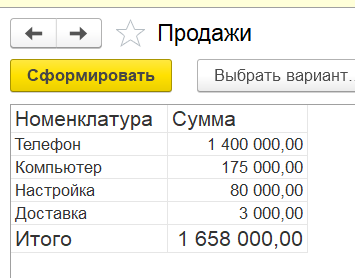 Продажи
Сформировать Выбрать вариант...
Номенклатура Сумма
Телефон 1 400 000,00
Компьютер 175 000,00
Настройка 80 000,00
Доставка 3 000,00
Итого 1 658 000,00